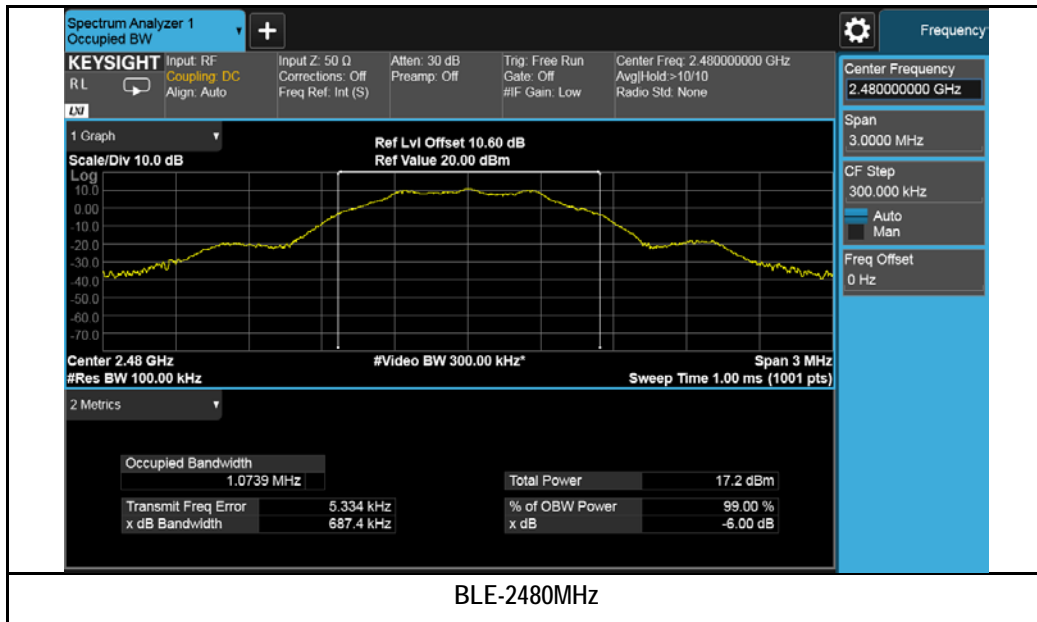 Spectrum Analyzer 1
Occupied BW
+
Frequency
KEYSIGHT
R L
LXI
Input: RF
Coupling: DC
Align: Auto
Input Z: 50 Ω
Corrections: Off
Freq Ref: Int (S)
Atten: 30 dB
Preamp: Off
Trig: Free Run
Gate: Off
#IF Gain: Low
Center Freq: 2.480000000 GHz
Avg|Hold:>10/10
Radio Std: None
Center Frequency
2.480000000 GHz
Span
3.0000 MHz
CF Step
300.000 kHz
Auto
Man
Freq Offset
0 Hz
1 Graph
Scale/Div 10.0 dB
Ref Lvl Offset 10.60 dB
Ref Value 20.00 dBm
Log
10.0
0.00
-10.0
-20.0
-30.0
-40.0
-50.0
-60.0
-70.0
Center 2.48 GHz
#Video BW 300.00 kHz*
Span 3 MHz
#Res BW 100.00 kHz
Sweep Time 1.00 ms (1001 pts)
2 Metrics
Occupied Bandwidth
1.0739 MHz
Total Power 17.2 dBm
Transmit Freq Error 5.334 kHz
% of OBW Power 99.00 %
x dB Bandwidth 687.4 kHz
x dB -6.00 dB
BLE-2480MHz